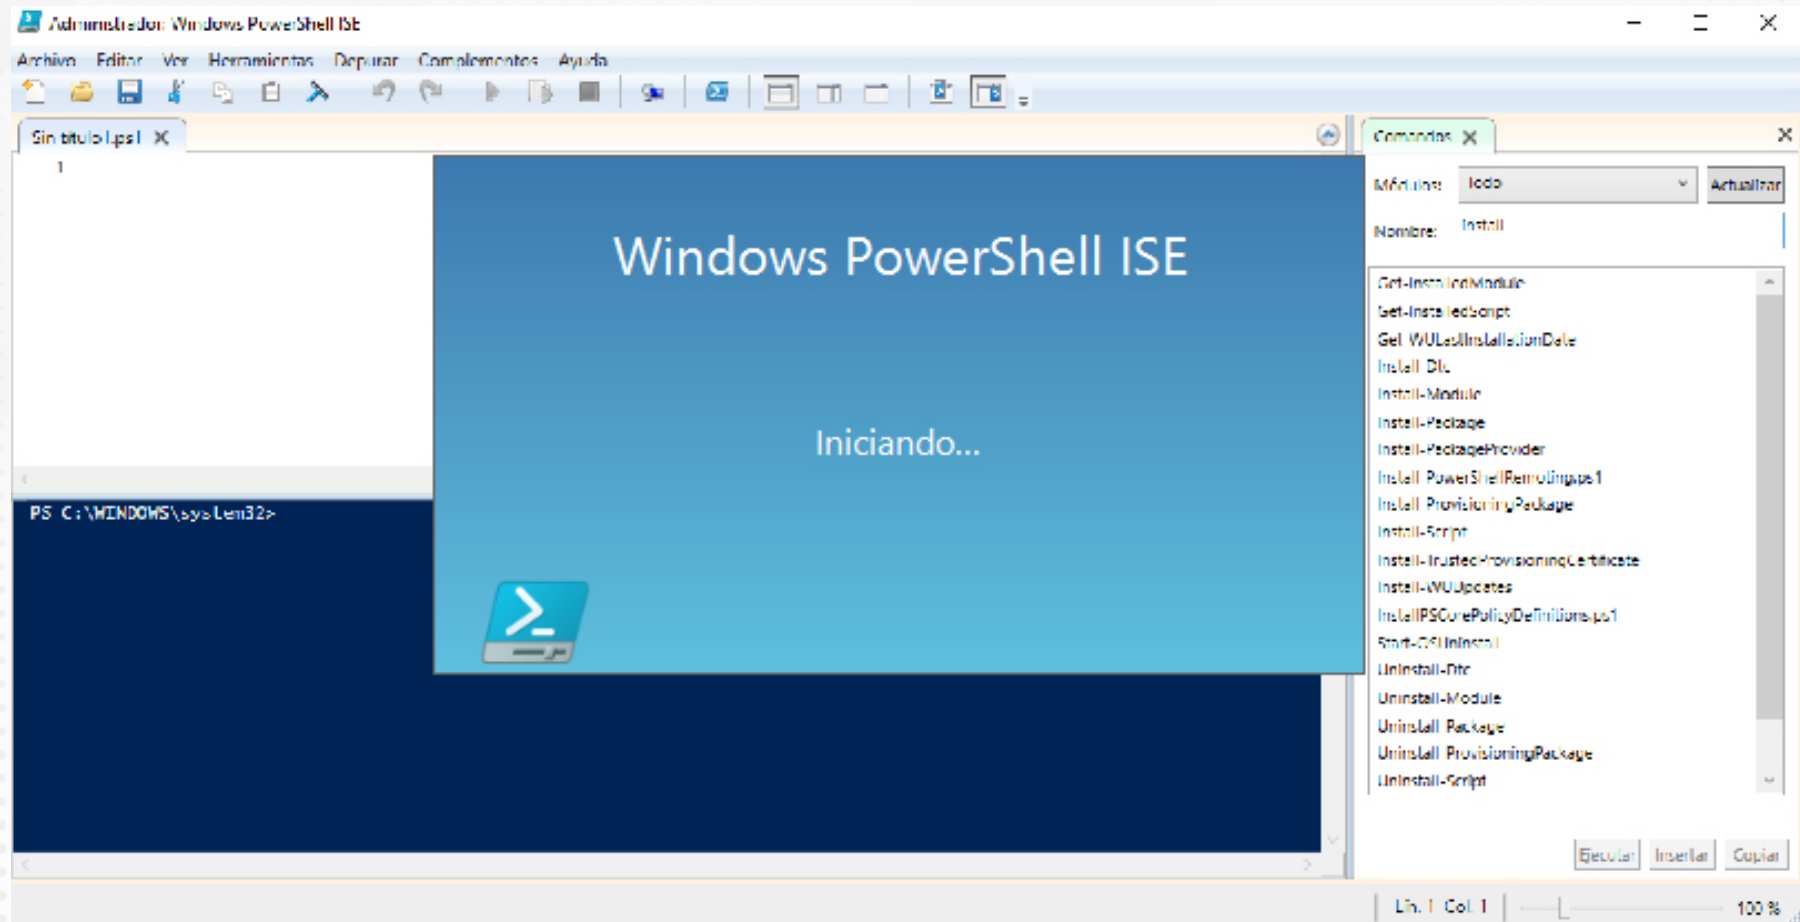 Administrador: Windows PowerShell ISE
Archivo Editar Ver Herramientas Depurar Complementos Ayuda
Sin título1.ps1
1
Windows PowerShell ISE
Iniciando...
PS C:\WINDOWS\system32>
Comandos
Módulos: Todo Actualizar
Nombre: Install
Get-InstalledModule
Get-InstalledScript
Get-WULastInstallationDate
Install-Dtc
Install-Module
Install-Package
Install-PackageProvider
Install-PowerShellRemoting.ps1
Install-ProvisioningPackage
Install-Script
Install-TrustedProvisioningCertificate
Install-WUUpdates
InstallPSCorePolicyDefinitions.ps1
Start-OSUninstall
Uninstall-Dtc
Uninstall-Module
Uninstall-Package
Uninstall-ProvisioningPackage
Uninstall-Script
Ejecutar Insertar Copiar
Lín. 1 Col. 1 100 %